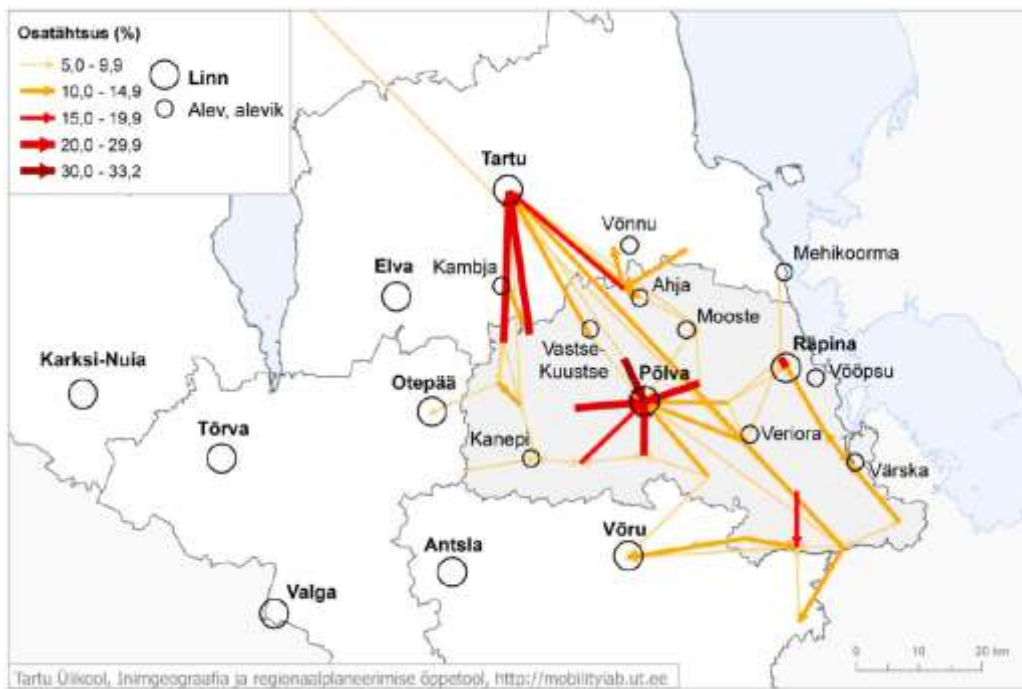 Osatähtsus (%)
5,0 - 9,9
10,0 - 14,9
15,0 - 19,9
20,0 - 29,9
30,0 - 33,2
Linn
Alev, alevik
Tartu
Võnnu
Mehikoorma
Elva
Kambja
Ahja
Mooste
Karksi-Nuia
Vastse-
Kuustse
Räpina
Otepää
Põlva
Vööpsu
Tõrva
Kanepi
Veriora
Värska
Võru
Antsla
Valga
0 10 20 km
Tartu Ülikool, Inimgeograafia ja regionaalplaneerimise õppetool, http://mobilitylab.ut.ee